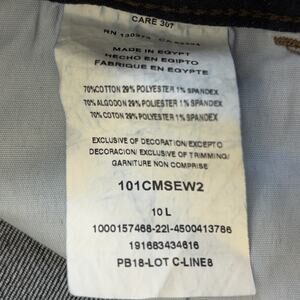 CARE 307
RN
MADE IN EGYPT
HECHO EN EGIPTO
FABRIQUE EN EGYPTE
70%COTTON 29% POLYESTER 1% SPANDEX
70% ALGODON 29% POLIESTER 1% SPANDEX
70% COTON 29% POLYESTER 1% SPANDEX
EXCLUSIVE OF DECORATION/EXCEPTO
DECORACION/ EXCLUSIVE OF TRIMMING/
GARNITURE NON COMPRISE
101CMSEW2
10 L
1000157468-22I-4500413786
191683434616
PB18-LOT C-LINE6